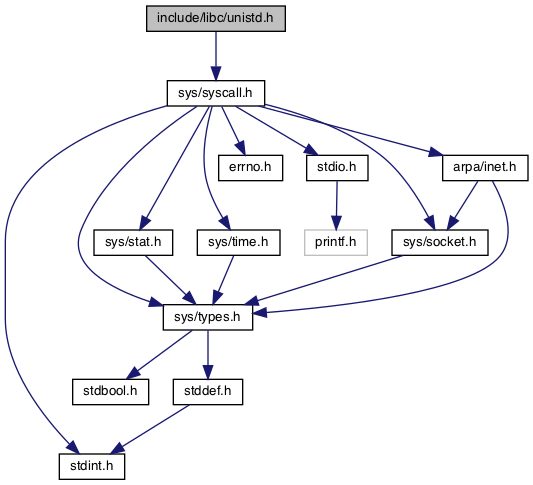 include/libc/unistd.h
sys/syscall.h
errno.h
stdio.h
arpa/inet.h
sys/stat.h
sys/time.h
printf.h
sys/socket.h
sys/types.h
stdbool.h
stddef.h
stdint.h